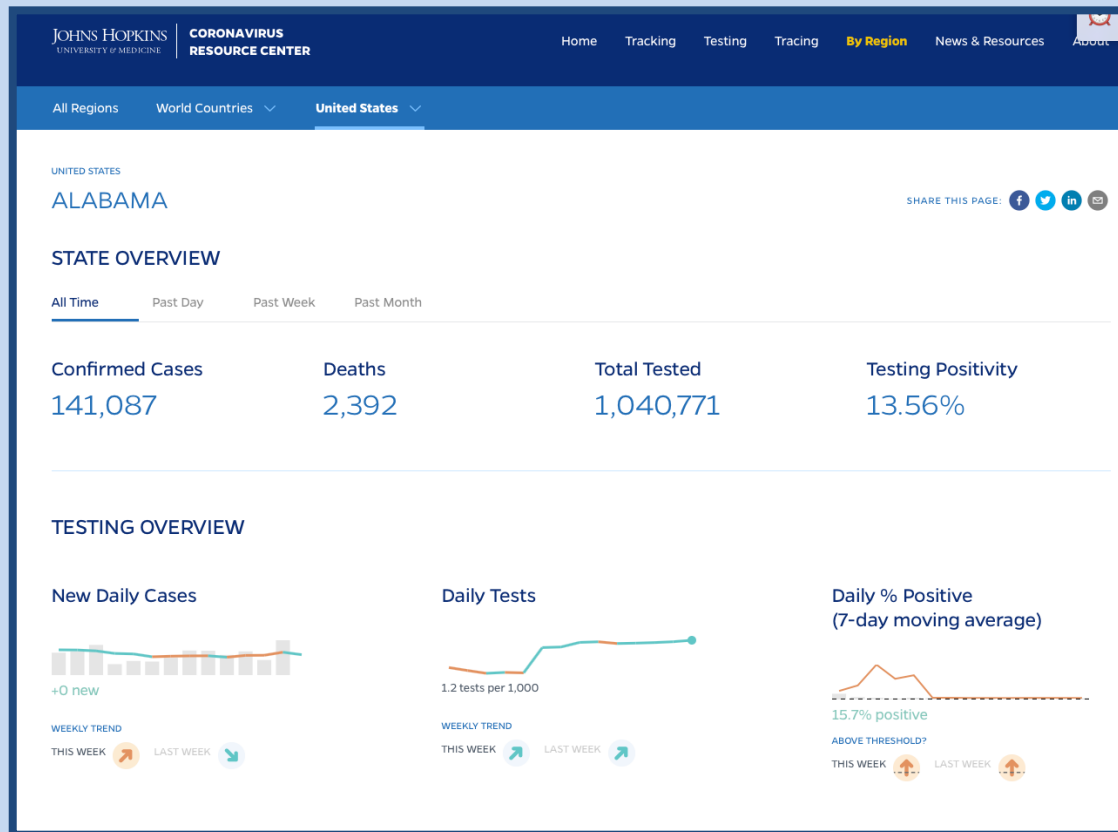 JOHNS HOPKINS
UNIVERSITY & MEDICINE
CORONAVIRUS
RESOURCE CENTER
Home Tracking Testing Tracing By Region News & Resources About
All Regions World Countries United States
UNITED STATES
ALABAMA
SHARE THIS PAGE:
STATE OVERVIEW
All Time Past Day Past Week Past Month
Confirmed Cases Deaths Total Tested Testing Positivity
141,087 2,392 1,040,771 13.56%
TESTING OVERVIEW
New Daily Cases
+0 new
WEEKLY TREND
THIS WEEK LAST WEEK
Daily Tests
1.2 tests per 1,000
WEEKLY TREND
THIS WEEK LAST WEEK
Daily % Positive
(7-day moving average)
15.7% positive
ABOVE THRESHOLD?
THIS WEEK LAST WEEK